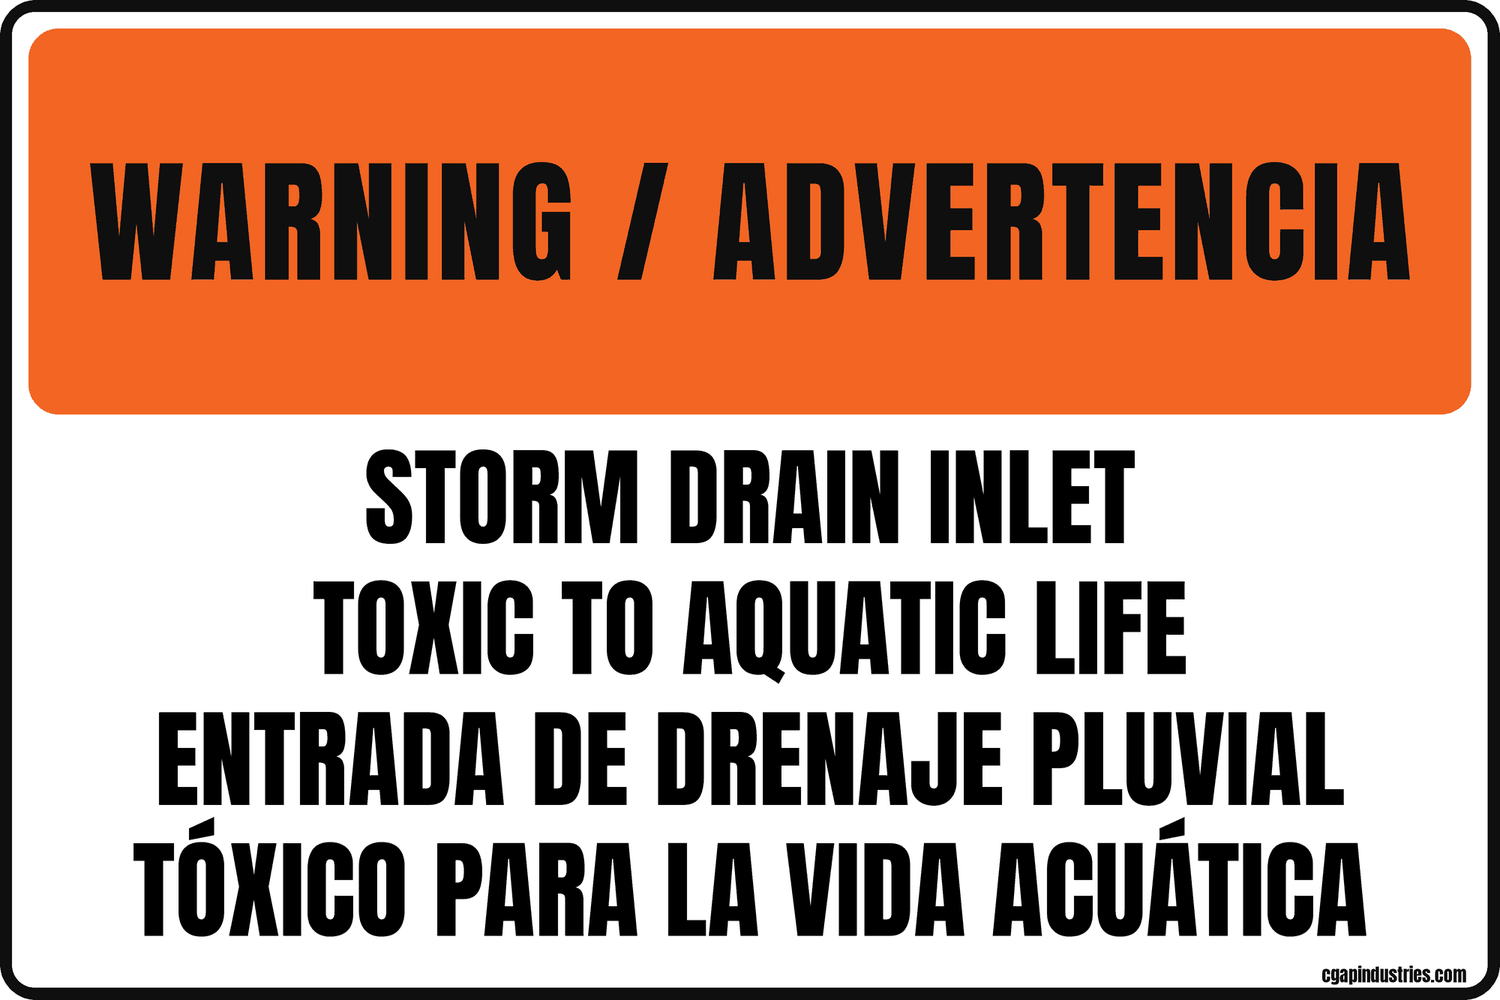 WARNING / ADVERTENCIA
STORM DRAIN INLET
TOXIC TO AQUATIC LIFE
ENTRADA DE DRENAJE PLUVIAL
TÓXICO PARA LA VIDA ACUÁTICA
cgapindustries.com